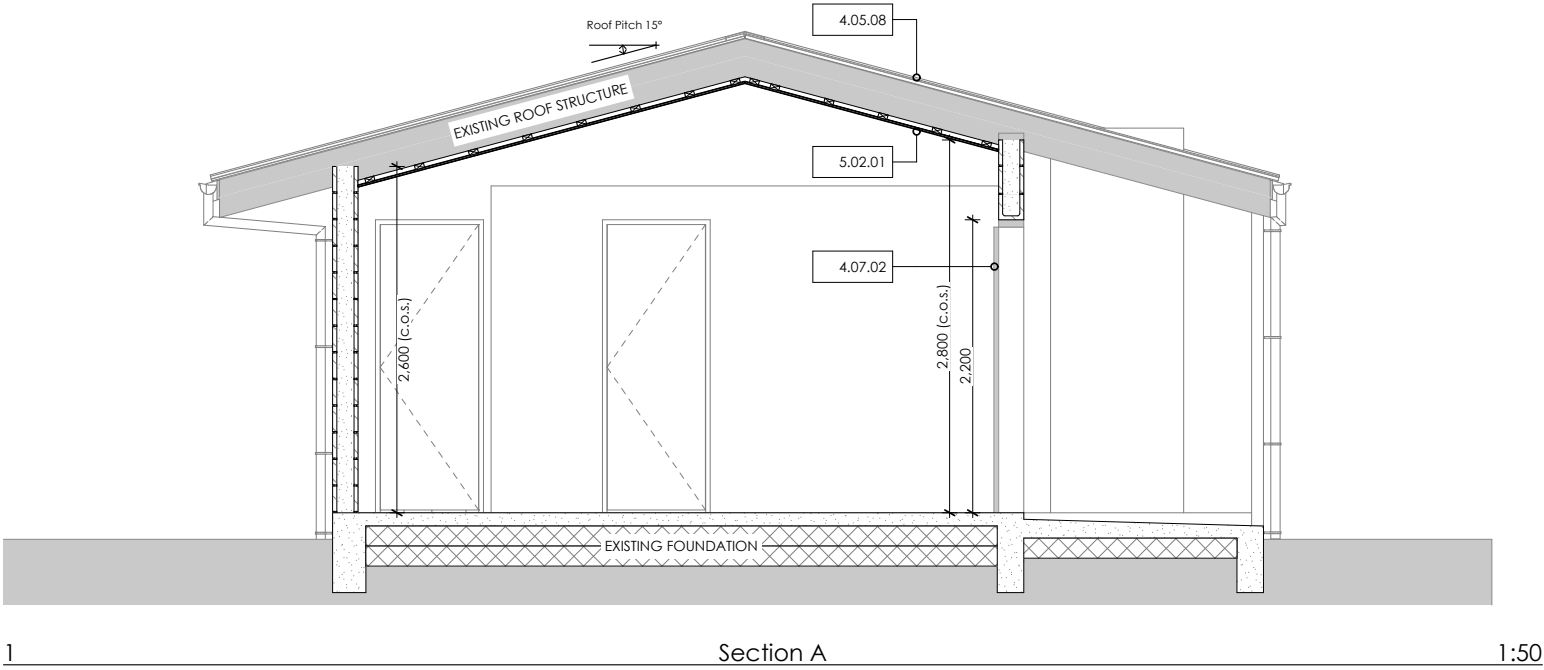 Roof Pitch 15°
4.05.08
EXISTING ROOF STRUCTURE
5.02.01
4.07.02
2,600 (c.o.s.)
2,800 (c.o.s.)
2,200
EXISTING FOUNDATION
1 Section A 1:50